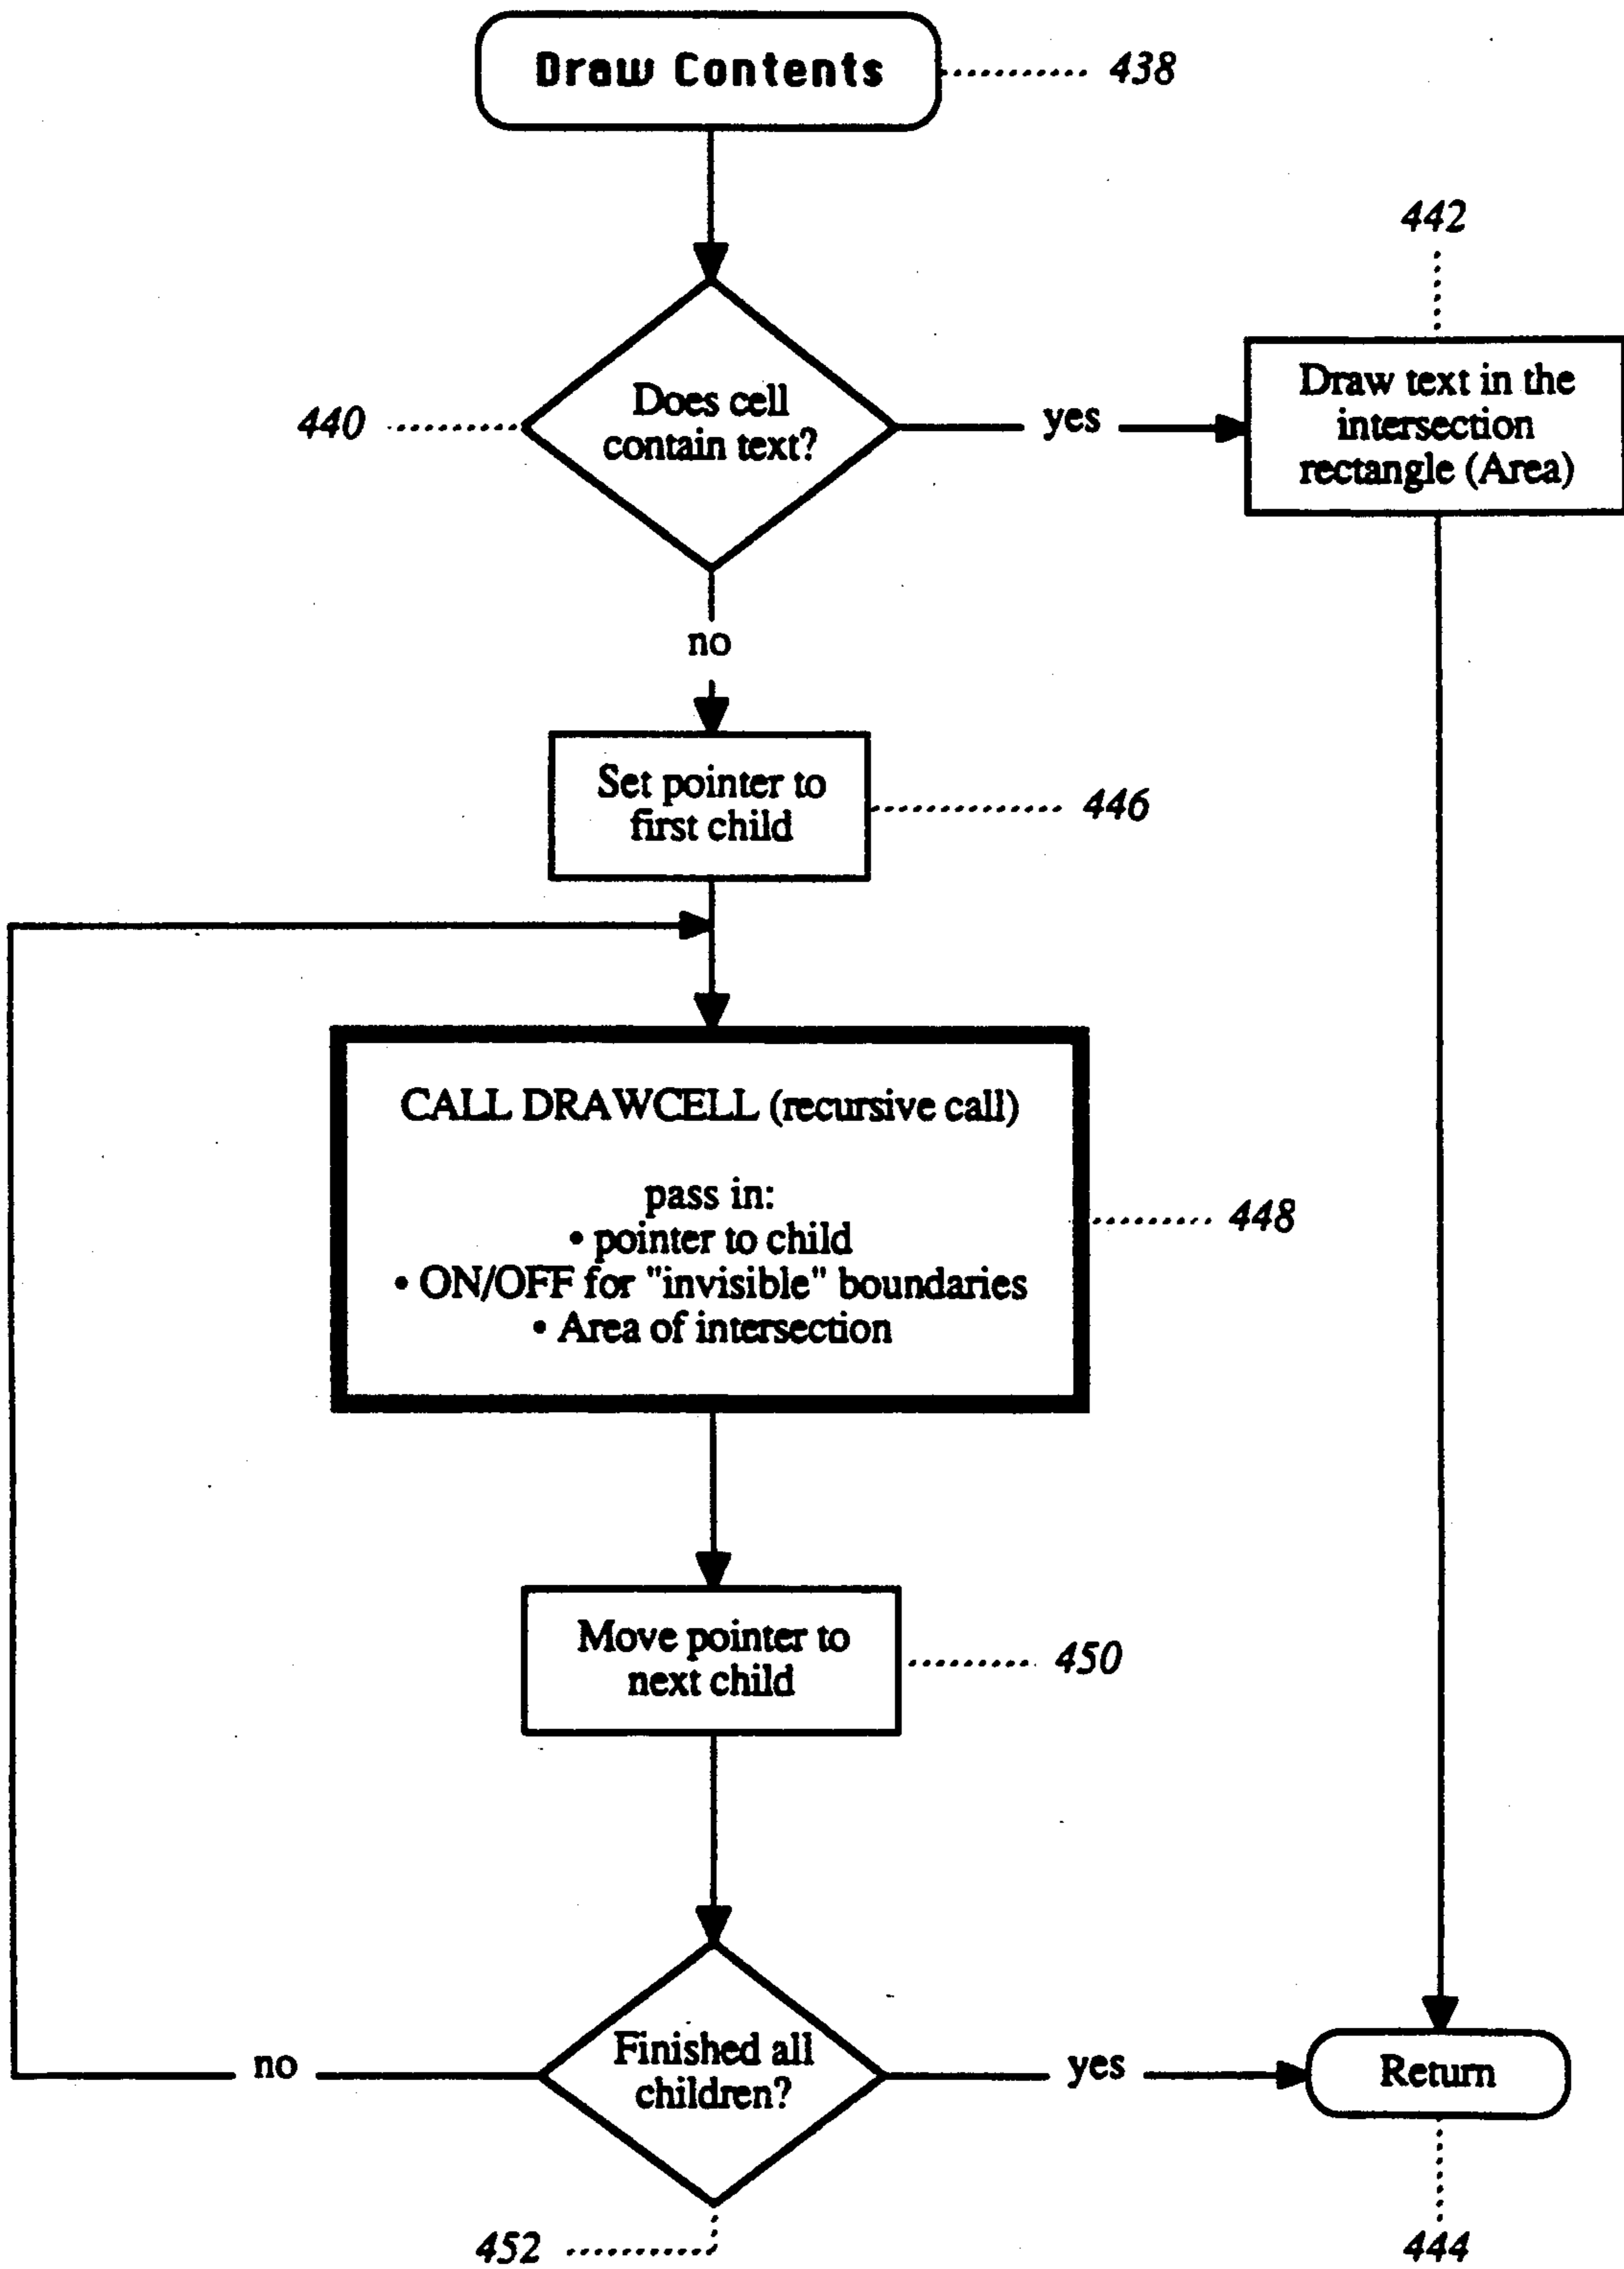 Draw Contents
438
442
440
Does cell
contain text?
yes
Draw text in the
intersection
rectangle (Area)
no
Set pointer to
first child
446
CALL DRAWCELL (recursive call)
pass in:
• pointer to child
• ON/OFF for "invisible" boundaries
• Area of intersection
448
Move pointer to
next child
450
no
Finished all
children?
yes
Return
452
444